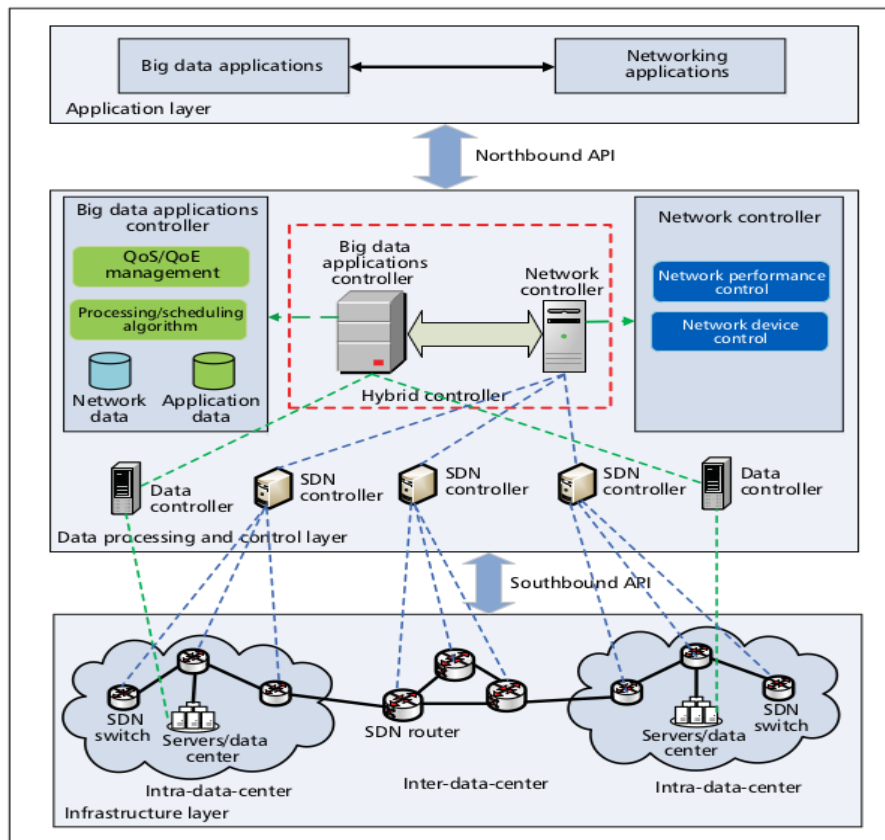 Big data applications
Networking
applications
Application layer
Northbound API
Big data applications
controller
QoS/QoE
management
Processing/scheduling
algorithm
Network
data
Application
data
Big data
applications
controller
Network
controller
Hybrid controller
Network controller
Network performance
control
Network device
control
Data
controller
SDN
controller
SDN
controller
SDN
controller
Data
controller
Data processing and control layer
Southbound API
SDN
switch
Servers/data
center
Intra-data-center
SDN router
Inter-data-center
Servers/data
center
SDN
switch
Intra-data-center
Infrastructure layer